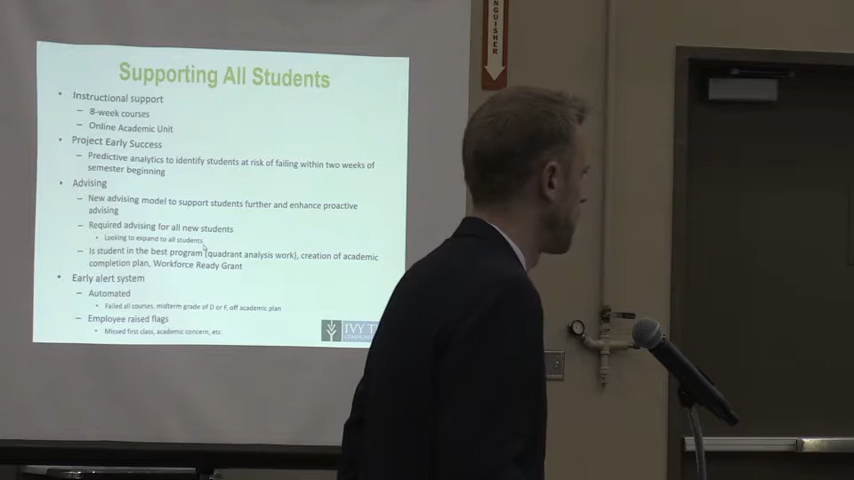 INGUISHER
Supporting All Students
• Instructional support
– 8-week courses
– Online Academic Unit
• Project Early Success
– Predictive analytics to identify students at risk of failing within two weeks of
semester beginning
• Advising
– New advising model to support students further and enhance proactive
advising
– Required advising for all new students
• Looking to expand to all students
– Is student in the best program (quadrant analysis work), creation of academic
completion plan, Workforce Ready Grant
• Early alert system
– Automated
• Failed all courses, midterm grade of D or F, off academic plan
– Employee raised flags
• Missed first class, academic concern, etc.
IVY T